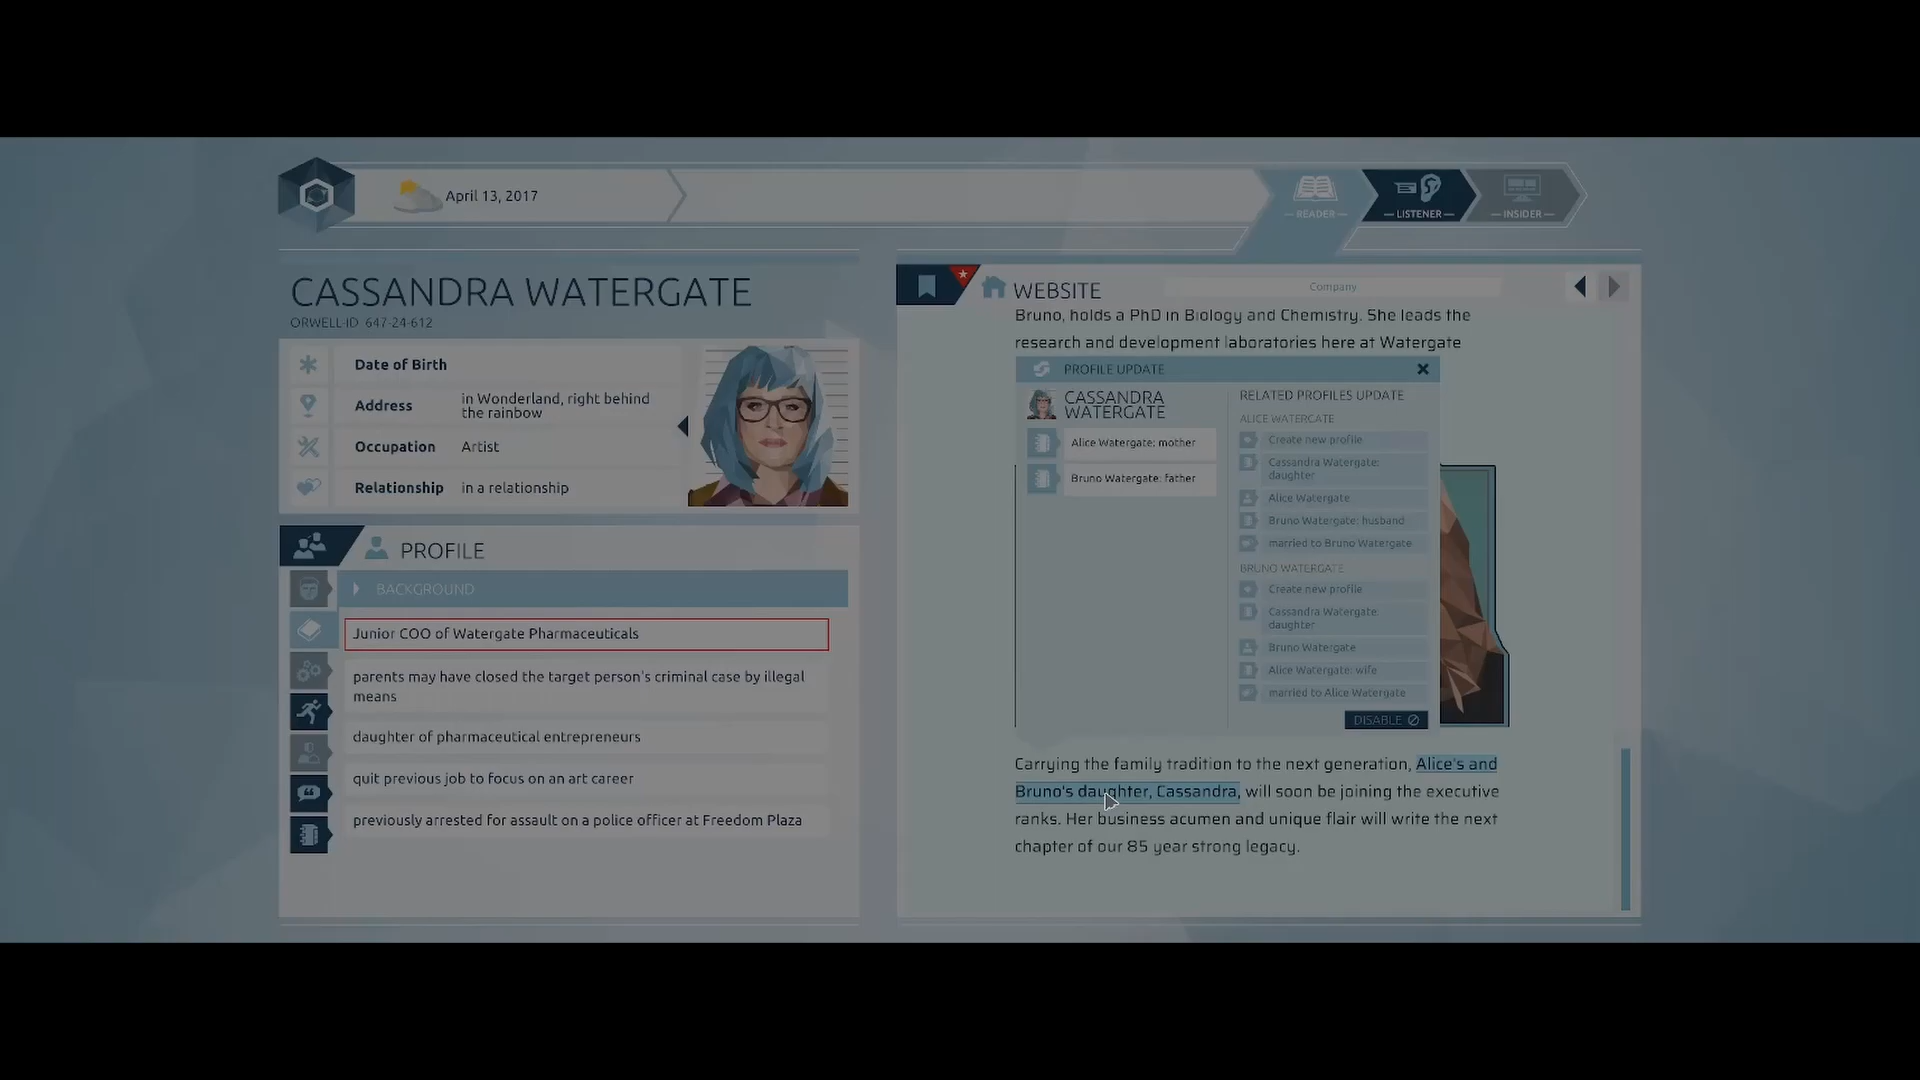 April 13, 2017
READER
LISTENER
INSIDER
CASSANDRA WATERGATE
ORWELL-ID 647-24-612
Date of Birth
Address
in Wonderland, right behind
the rainbow
Occupation
Artist
Relationship
in a relationship
PROFILE
BACKGROUND
Junior COO of Watergate Pharmaceuticals
parents may have closed the target person's criminal case by illegal
means
daughter of pharmaceutical entrepreneurs
quit previous job to focus on an art career
previously arrested for assault on a police officer at Freedom Plaza
WEBSITE
Company
Bruno, holds a PhD in Biology and Chemistry. She leads the
research and development laboratories here at Watergate
PROFILE UPDATE
CASSANDRA
WATERGATE
Alice Watergate: mother
Bruno Watergate: father
RELATED PROFILES UPDATE
ALICE WATERGATE
Create new profile
Cassandra Watergate:
daughter
Alice Watergate
Bruno Watergate: husband
married to Bruno Watergate
BRUNO WATERGATE
Create new profile
Cassandra Watergate:
daughter
Bruno Watergate
Alice Watergate: wife
married to Alice Watergate
DISABLE
Carrying the family tradition to the next generation, Alice's and
Bruno's daughter, Cassandra, will soon be joining the executive
ranks. Her business acumen and unique flair will write the next
chapter of our 85 year strong legacy.